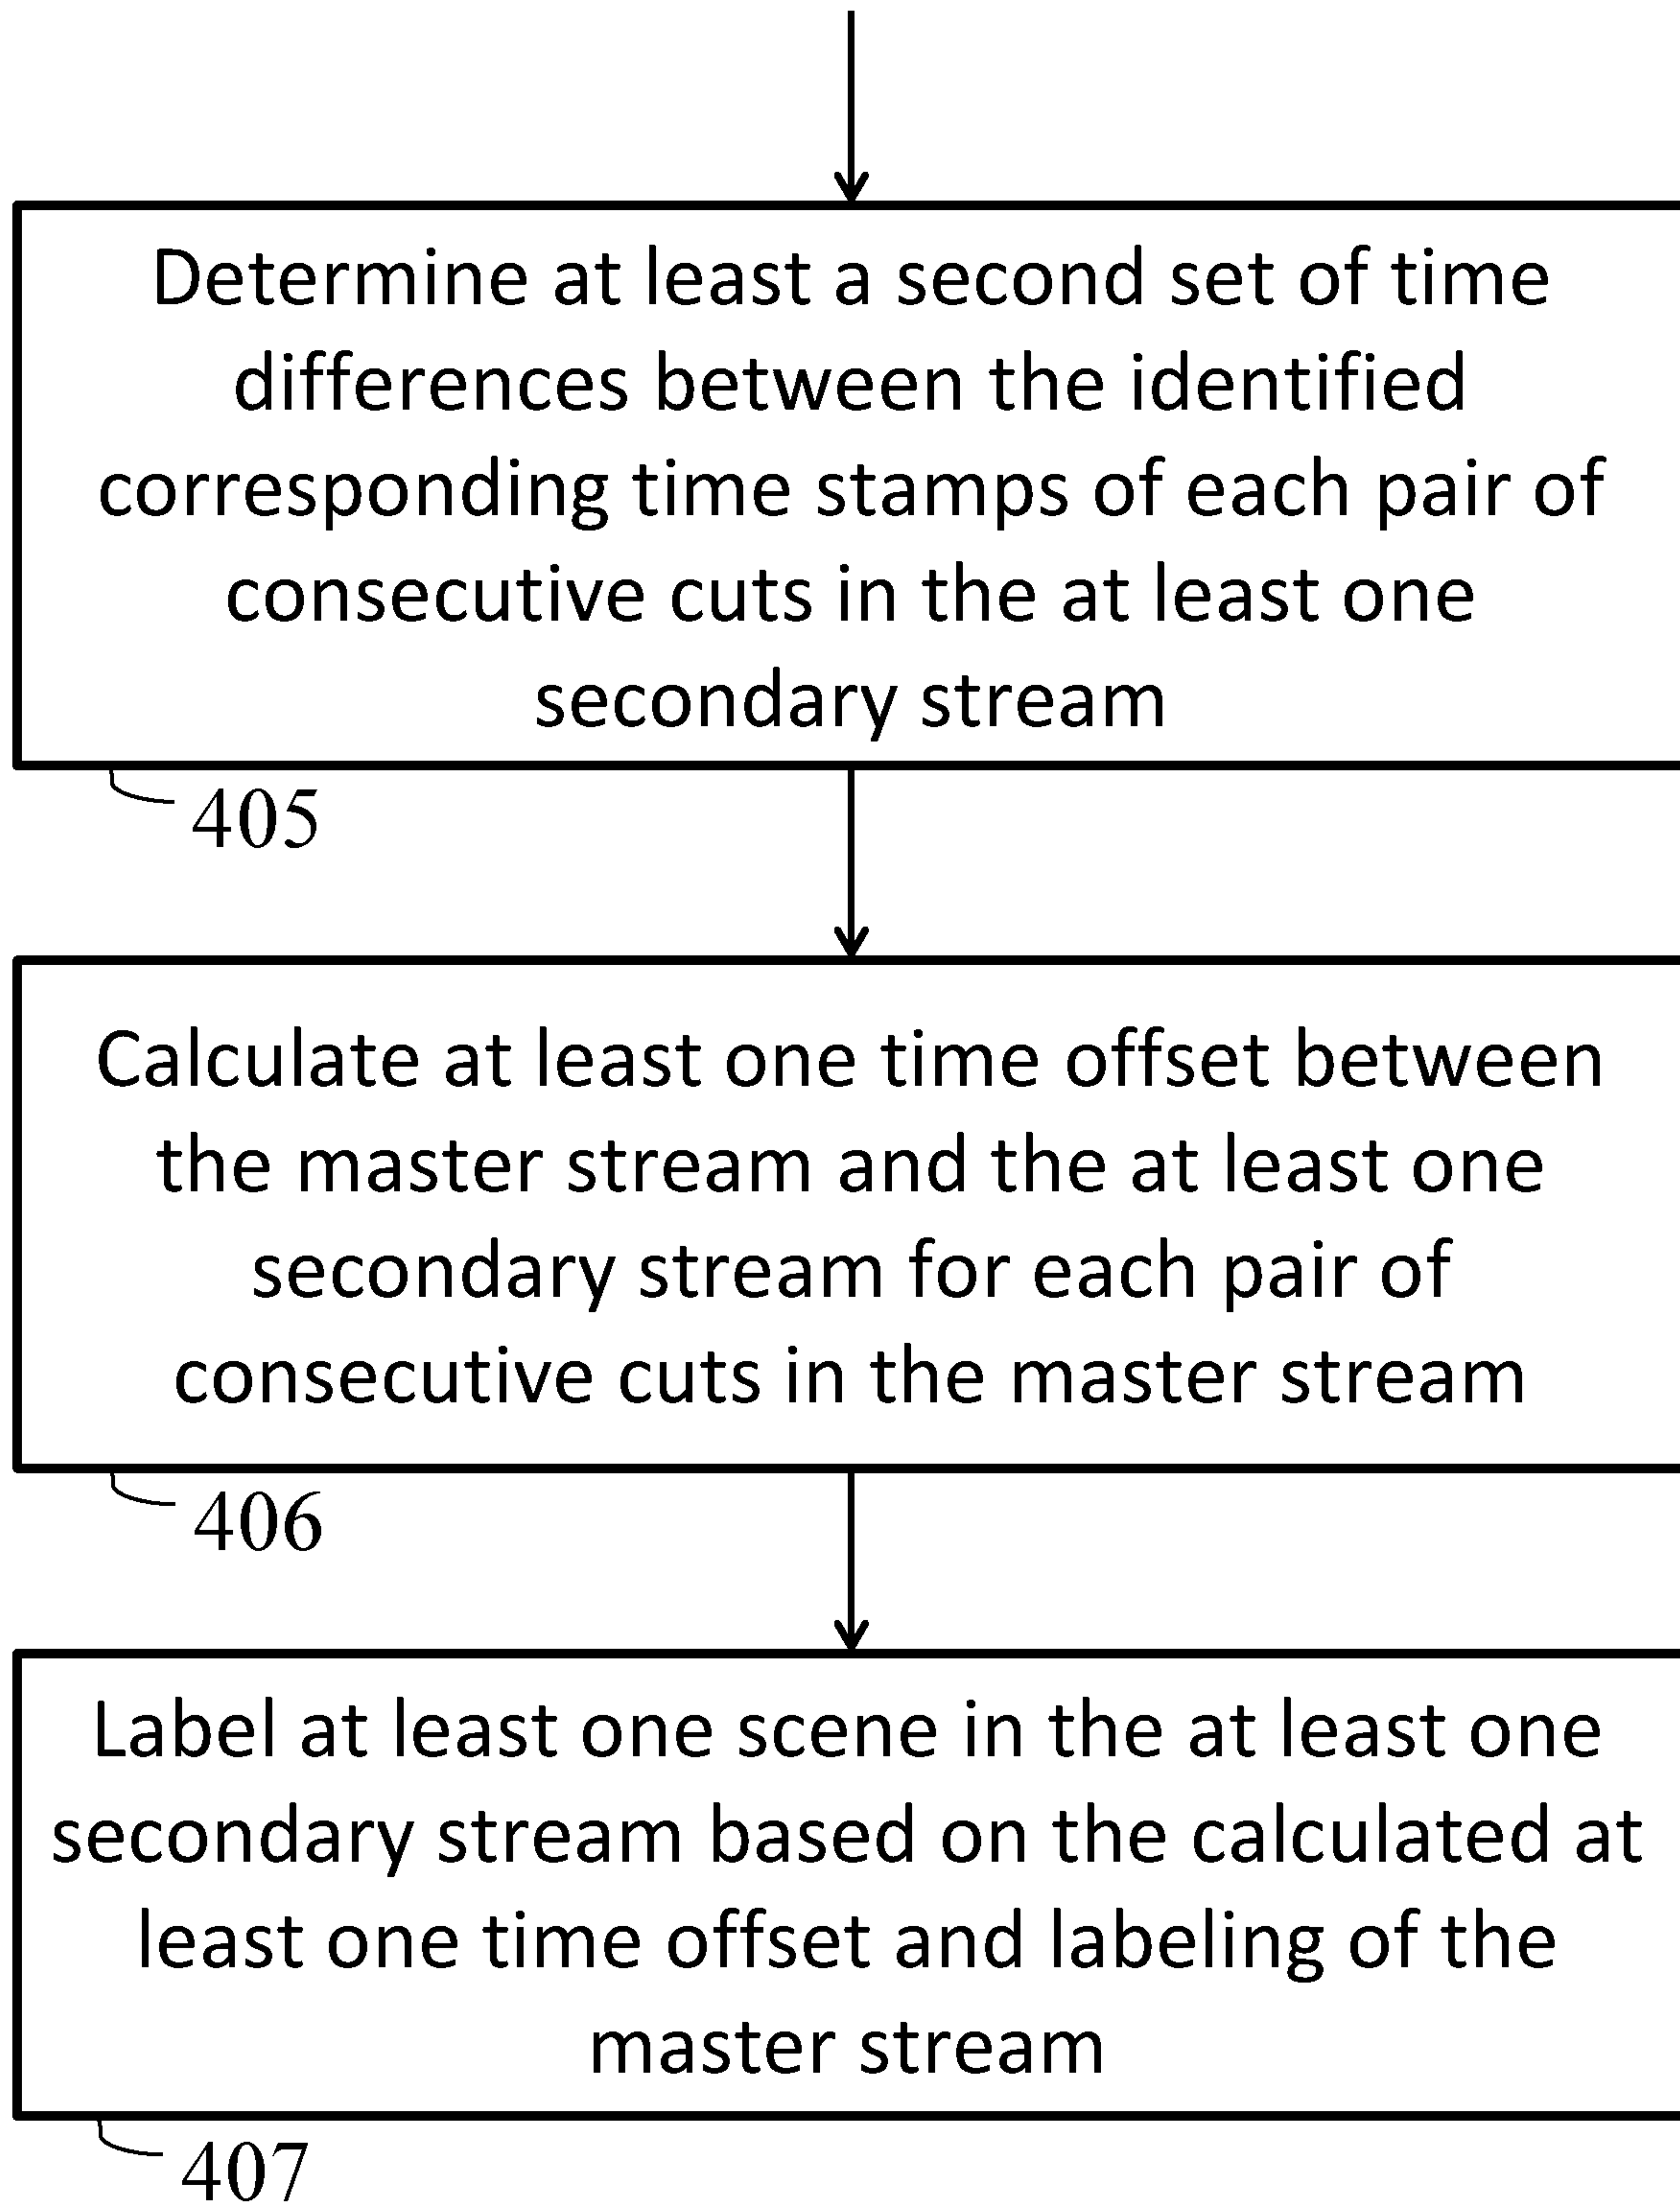 Determine at least a second set of time
differences between the identified
corresponding time stamps of each pair of
consecutive cuts in the at least one
secondary stream
405
Calculate at least one time offset between
the master stream and the at least one
secondary stream for each pair of
consecutive cuts in the master stream
406
Label at least one scene in the at least one
secondary stream based on the calculated at
least one time offset and labeling of the
master stream
407